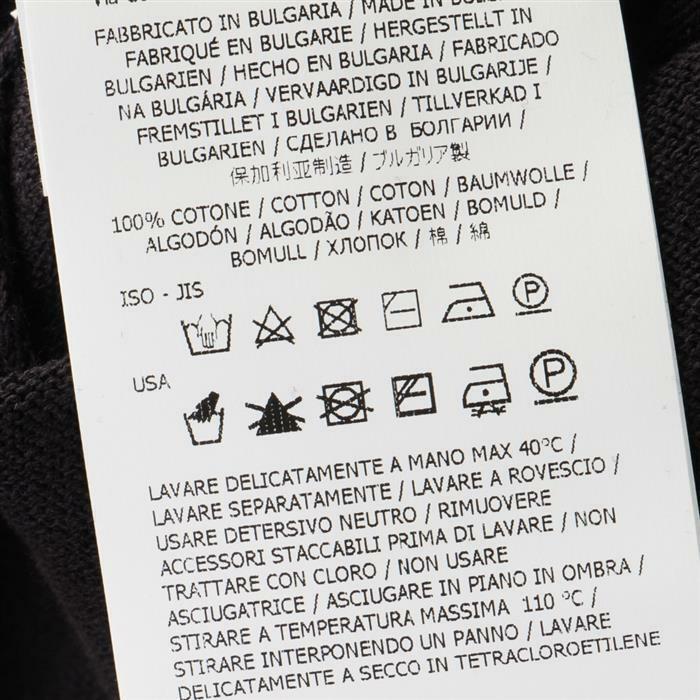 FABBRICATO IN BULGARIA / MADE IN
FABRIQUÉ EN BULGARIE / HERGESTELLT IN
BULGARIEN / HECHO EN BULGARIA / FABRICADO
NA BULGÁRIA / VERVAARDIGD IN BULGARIJE /
FREMSTILLET I BULGARIEN / TILLVERKAD I
BULGARIEN / СДЕЛАНО В БОЛГАРИИ /
保加利亚制造 / ブルガリア製
100% COTONE / COTTON / COTON / BAUMWOLLE /
ALGODÓN / ALGODÃO / KATOEN / BOMULD /
BOMULL / ХЛОПОК / 棉 / 綿
ISO - JIS
P
USA
P
LAVARE DELICATAMENTE A MANO MAX 40°C /
LAVARE SEPARATAMENTE / LAVARE A ROVESCIO /
USARE DETERSIVO NEUTRO / RIMUOVERE
ACCESSORI STACCABILI PRIMA DI LAVARE / NON
TRATTARE CON CLORO / NON USARE
ASCIUGATRICE / ASCIUGARE IN PIANO IN OMBRA /
STIRARE A TEMPERATURA MASSIMA 110 °C /
STIRARE INTERPONENDO UN PANNO / LAVARE
DELICATAMENTE A SECCO IN TETRACLOROETILENE